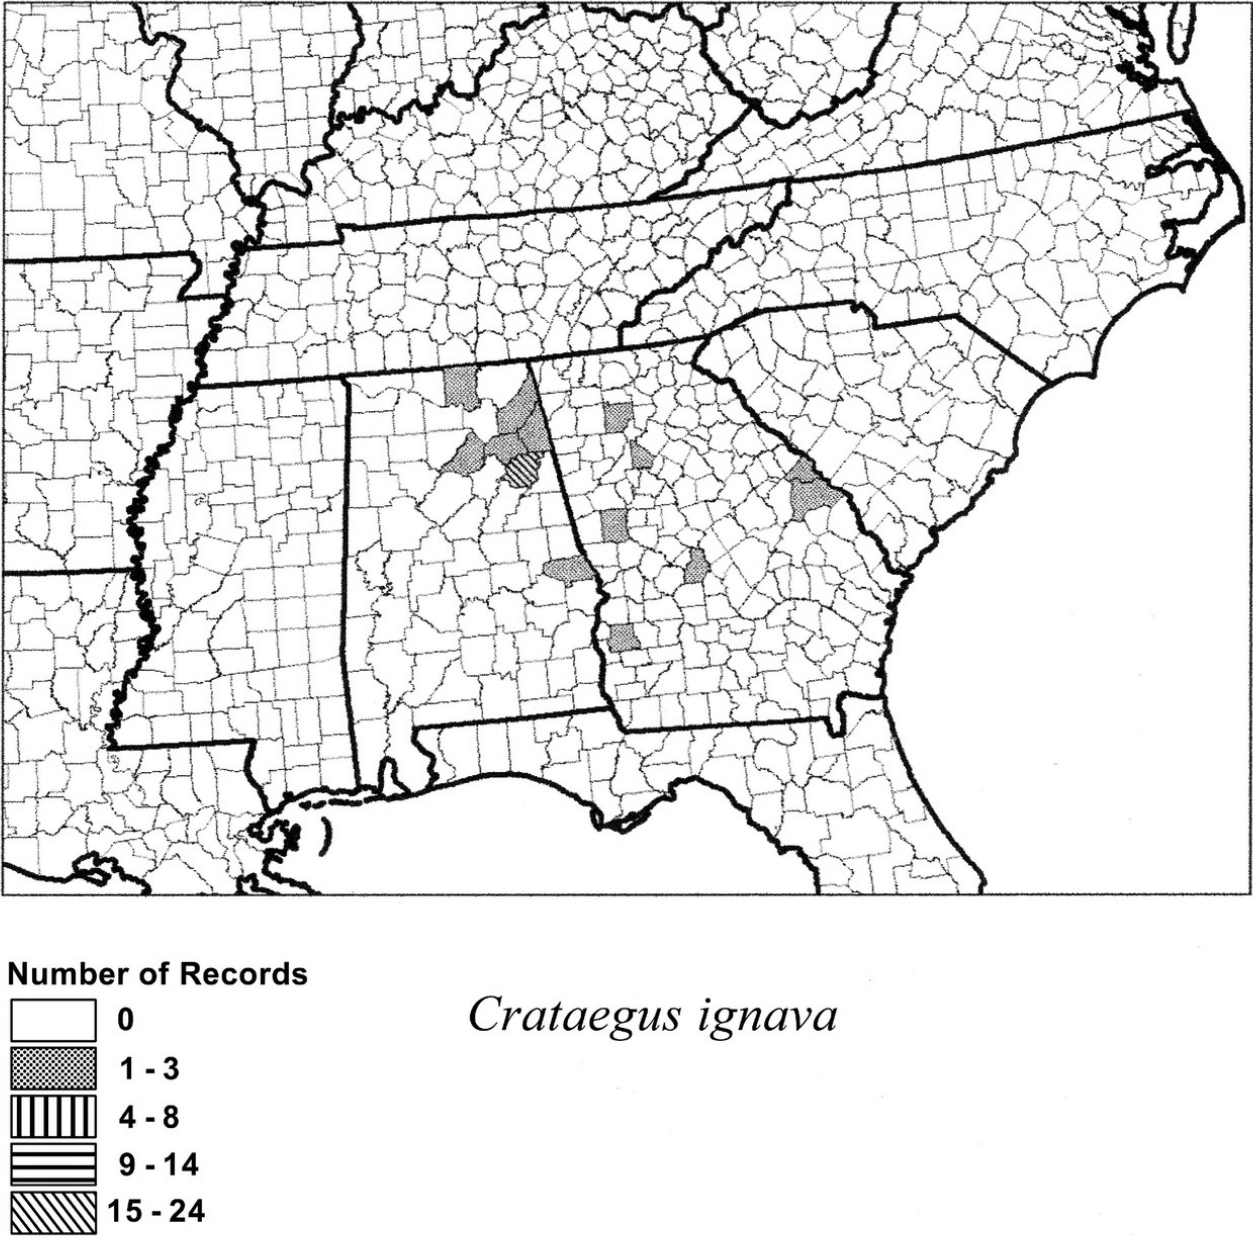 Number of Records
0
Crataegus ignava
1 - 3
4 - 8
9 - 14
15 - 24